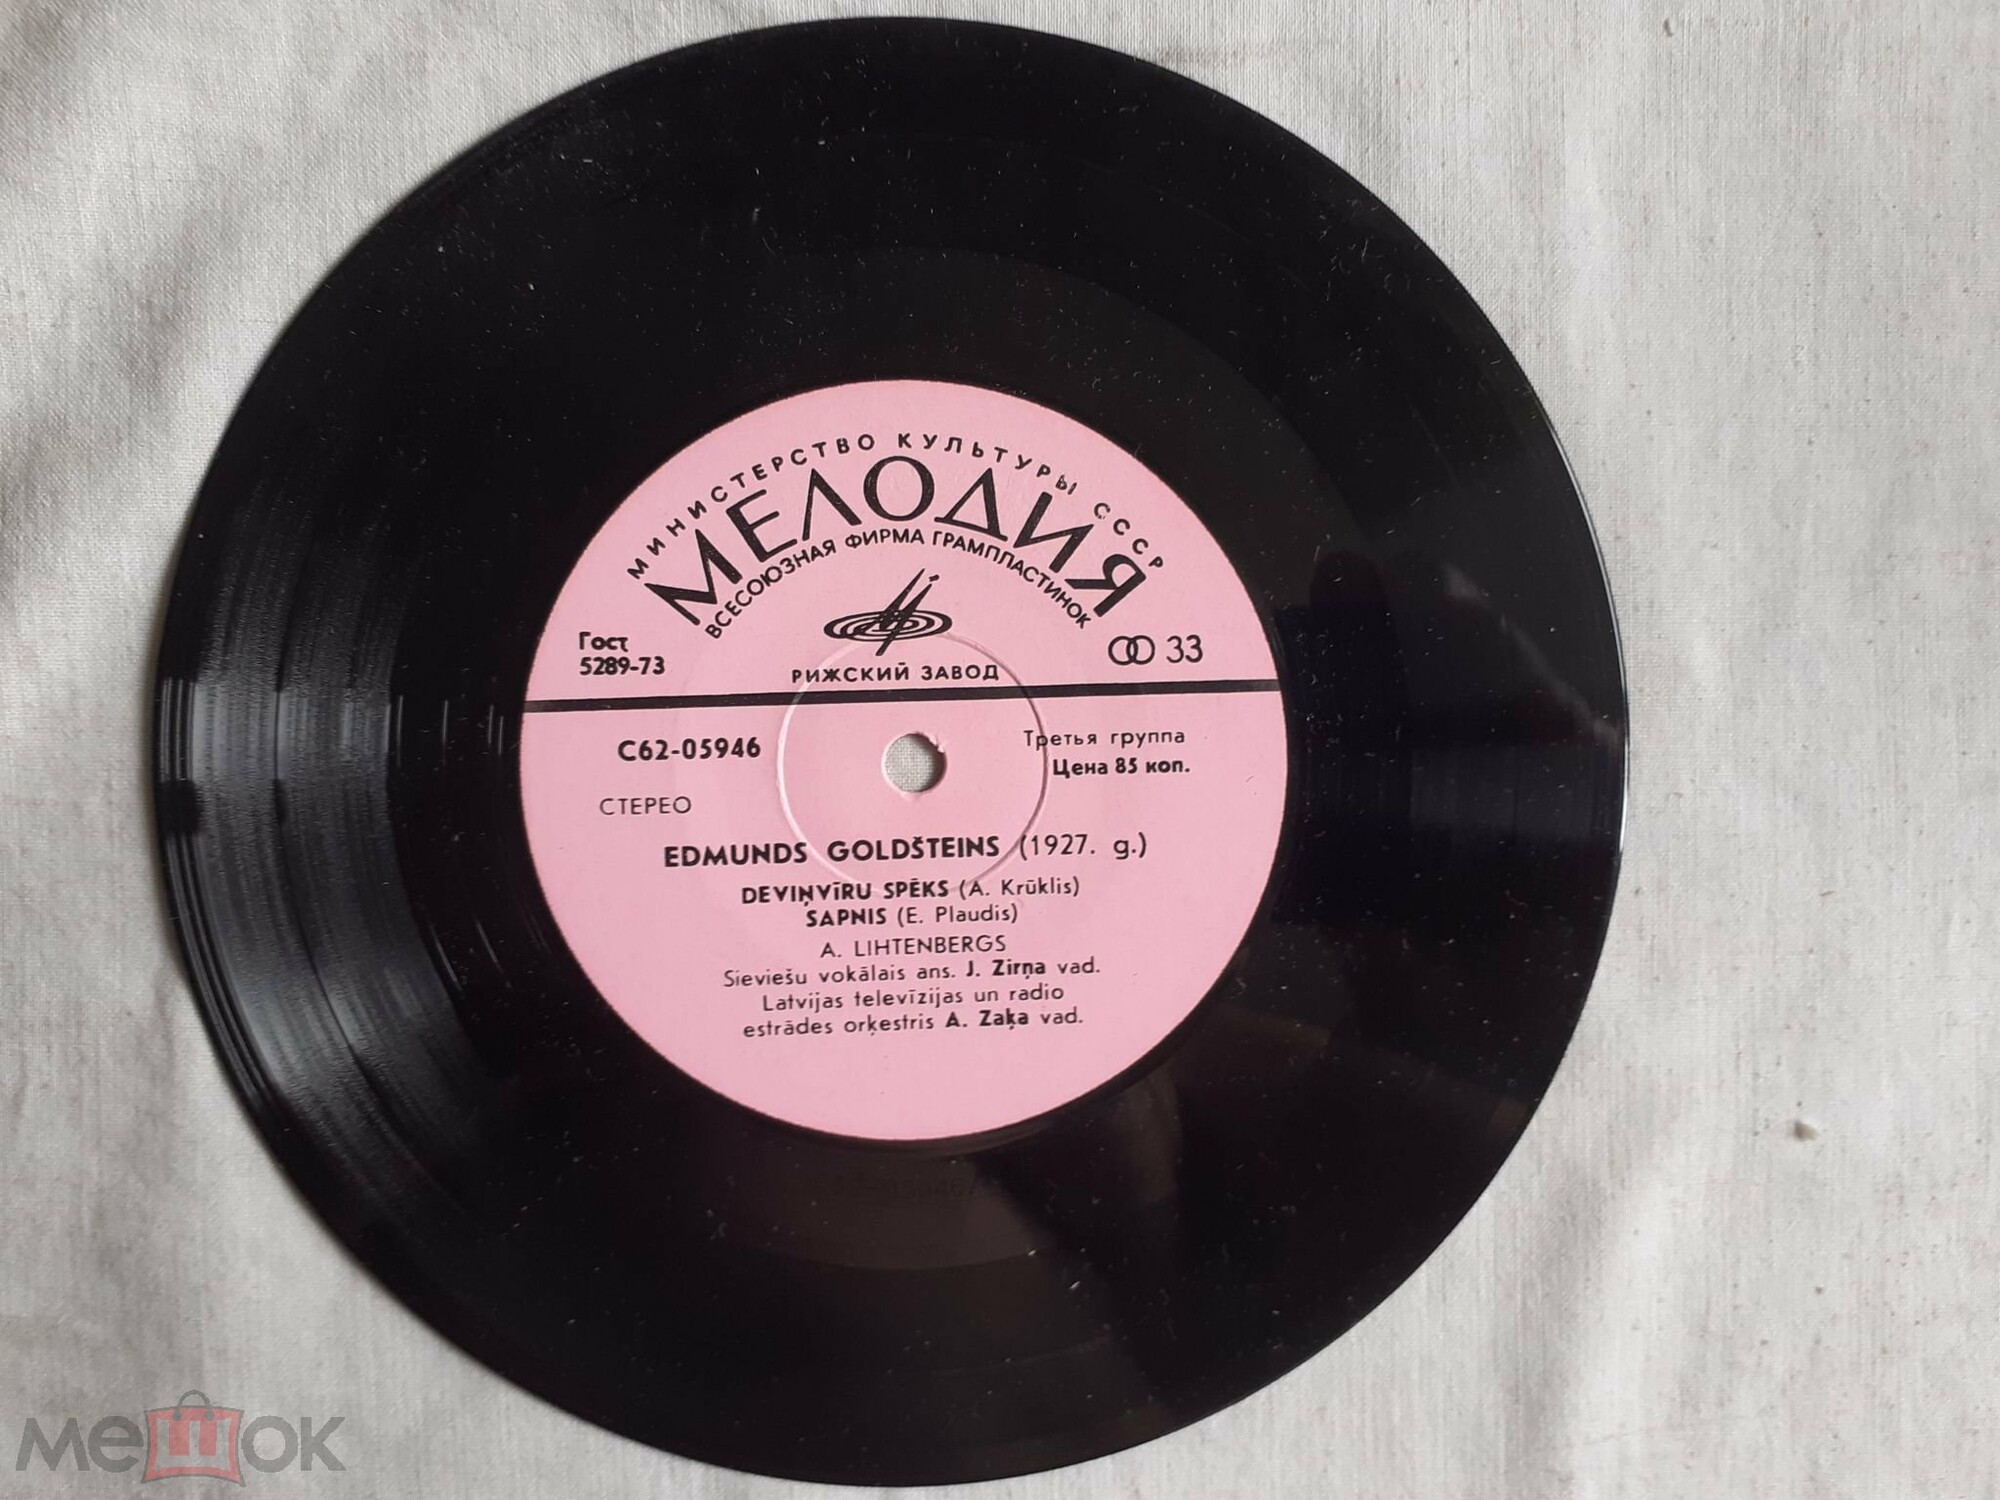 МИНИСТЕРСТВО КУЛЬТУРЫ СССР
МЕЛОДИЯ
ВСЕСОЮЗНАЯ ФИРМА ГРАМПЛАСТИНОК
Гост
5289-73
33
РИЖСКИЙ ЗАВОД
С62-05946
Третья группа
Цена 85 коп.
СТЕРЕО
EDMUNDS GOLDŠTEINS (1927. g.)
DEVIŅVĪRU SPĒKS (A. Krūklis)
SAPNIS (E. Plaudis)
A. LIHTENBERGS
Sieviešu vokālais ans. J. Zirņa vad.
Latvijas televīzijas un radio
estrādes orķestris A. Zaķa vad.
мешок